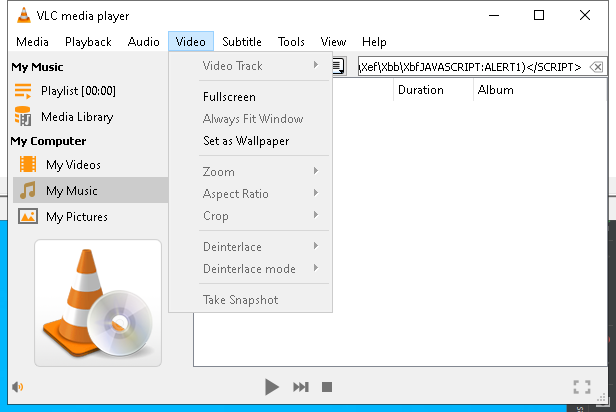 VLC media player
Media Playback Audio Video Subtitle Tools View Help
My Music
Playlist [00:00]
Media Library
My Computer
My Videos
My Music
My Pictures
Video Track
Fullscreen
Always Fit Window
Set as Wallpaper
Zoom
Aspect Ratio
Crop
Deinterlace
Deinterlace mode
Take Snapshot
\Xef\Xbb\XbfJAVASCRIPT:ALERT1)</SCRIPT>
Duration Album